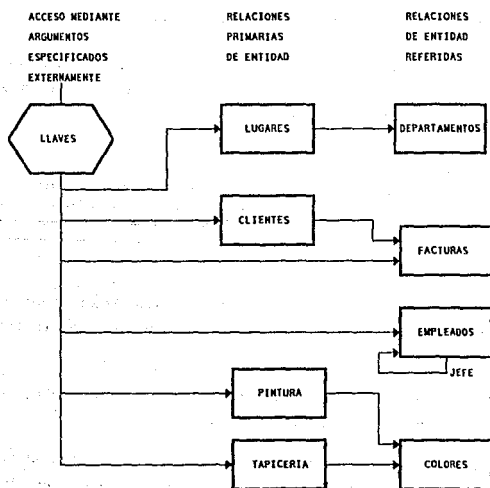 ACCESO MEDIANTE
ARGUMENTOS
ESPECIFICADOS
EXTERNAMENTE
RELACIONES
PRIMARIAS
DE ENTIDAD
RELACIONES
DE ENTIDAD
REFERIDAS
LLAVES
LUGARES
DEPARTAMENTOS
CLIENTES
FACTURAS
EMPLEADOS
JEFE
PINTURA
TAPICERIA
COLORES